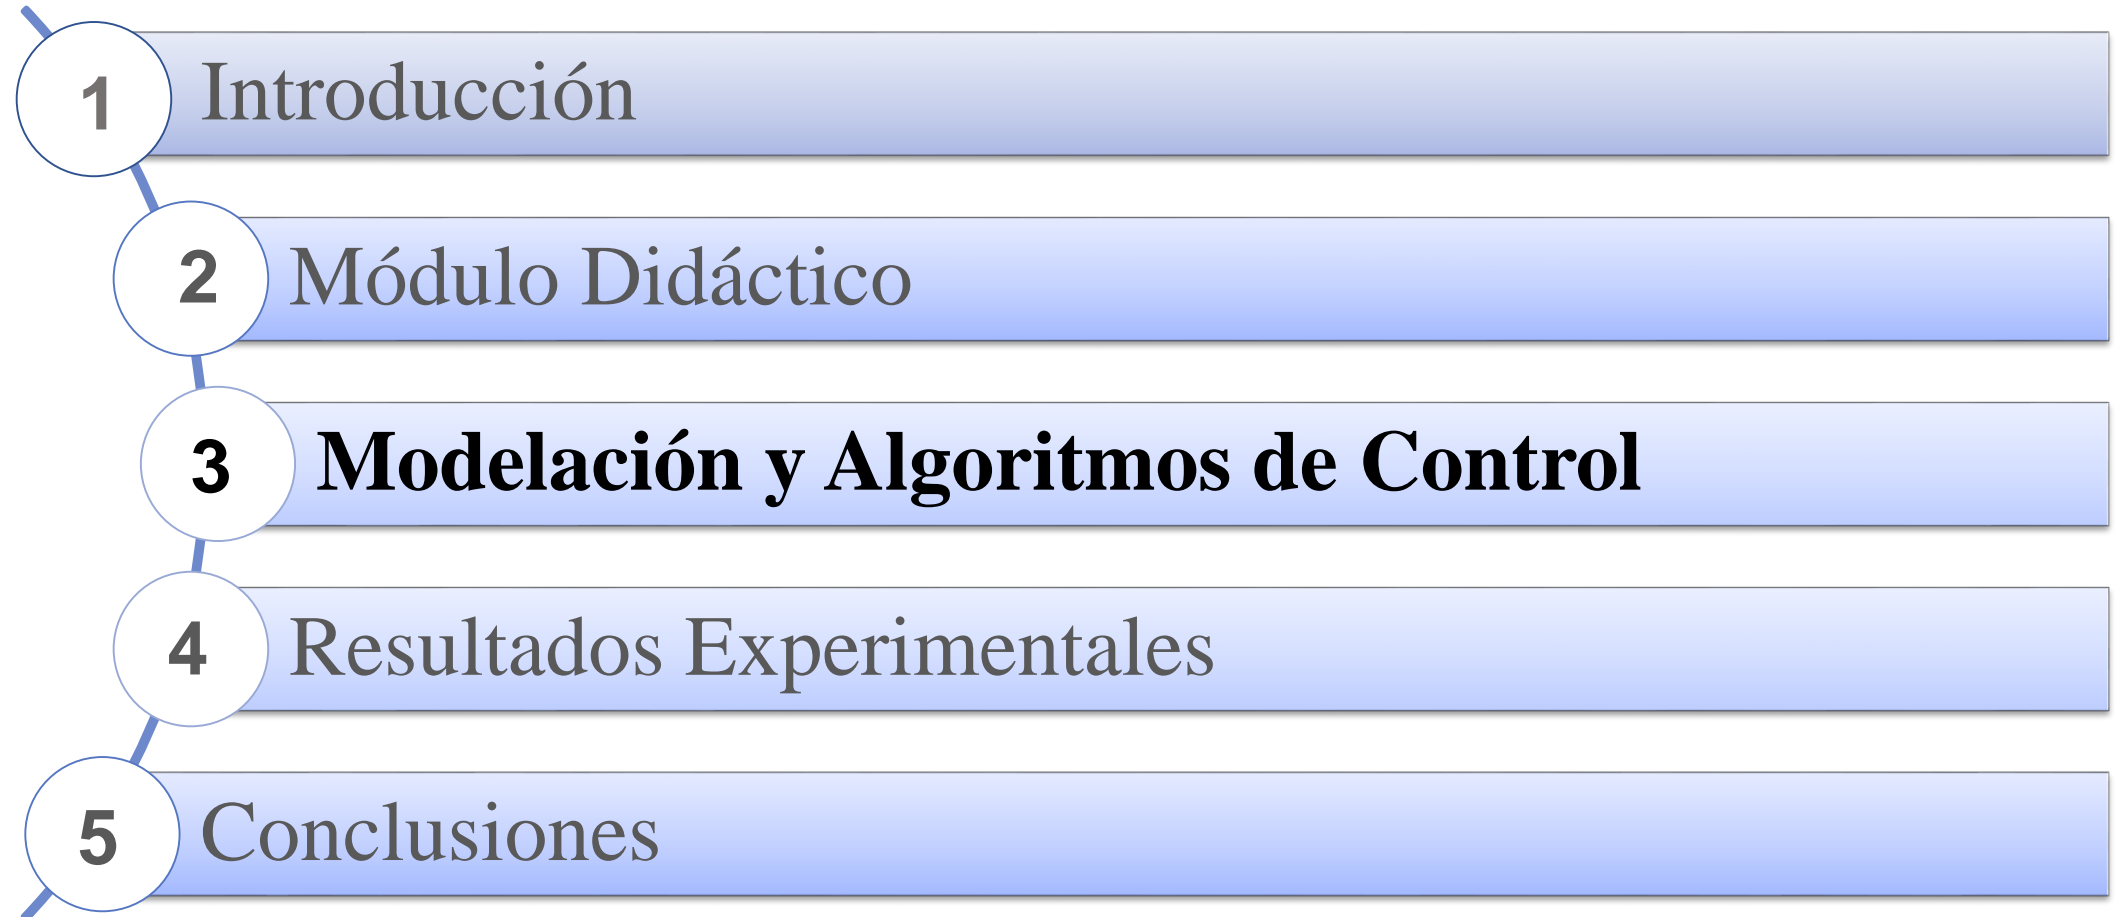 1 Introducción
2 Módulo Didáctico
3 Modelación y Algoritmos de Control
4 Resultados Experimentales
5 Conclusiones